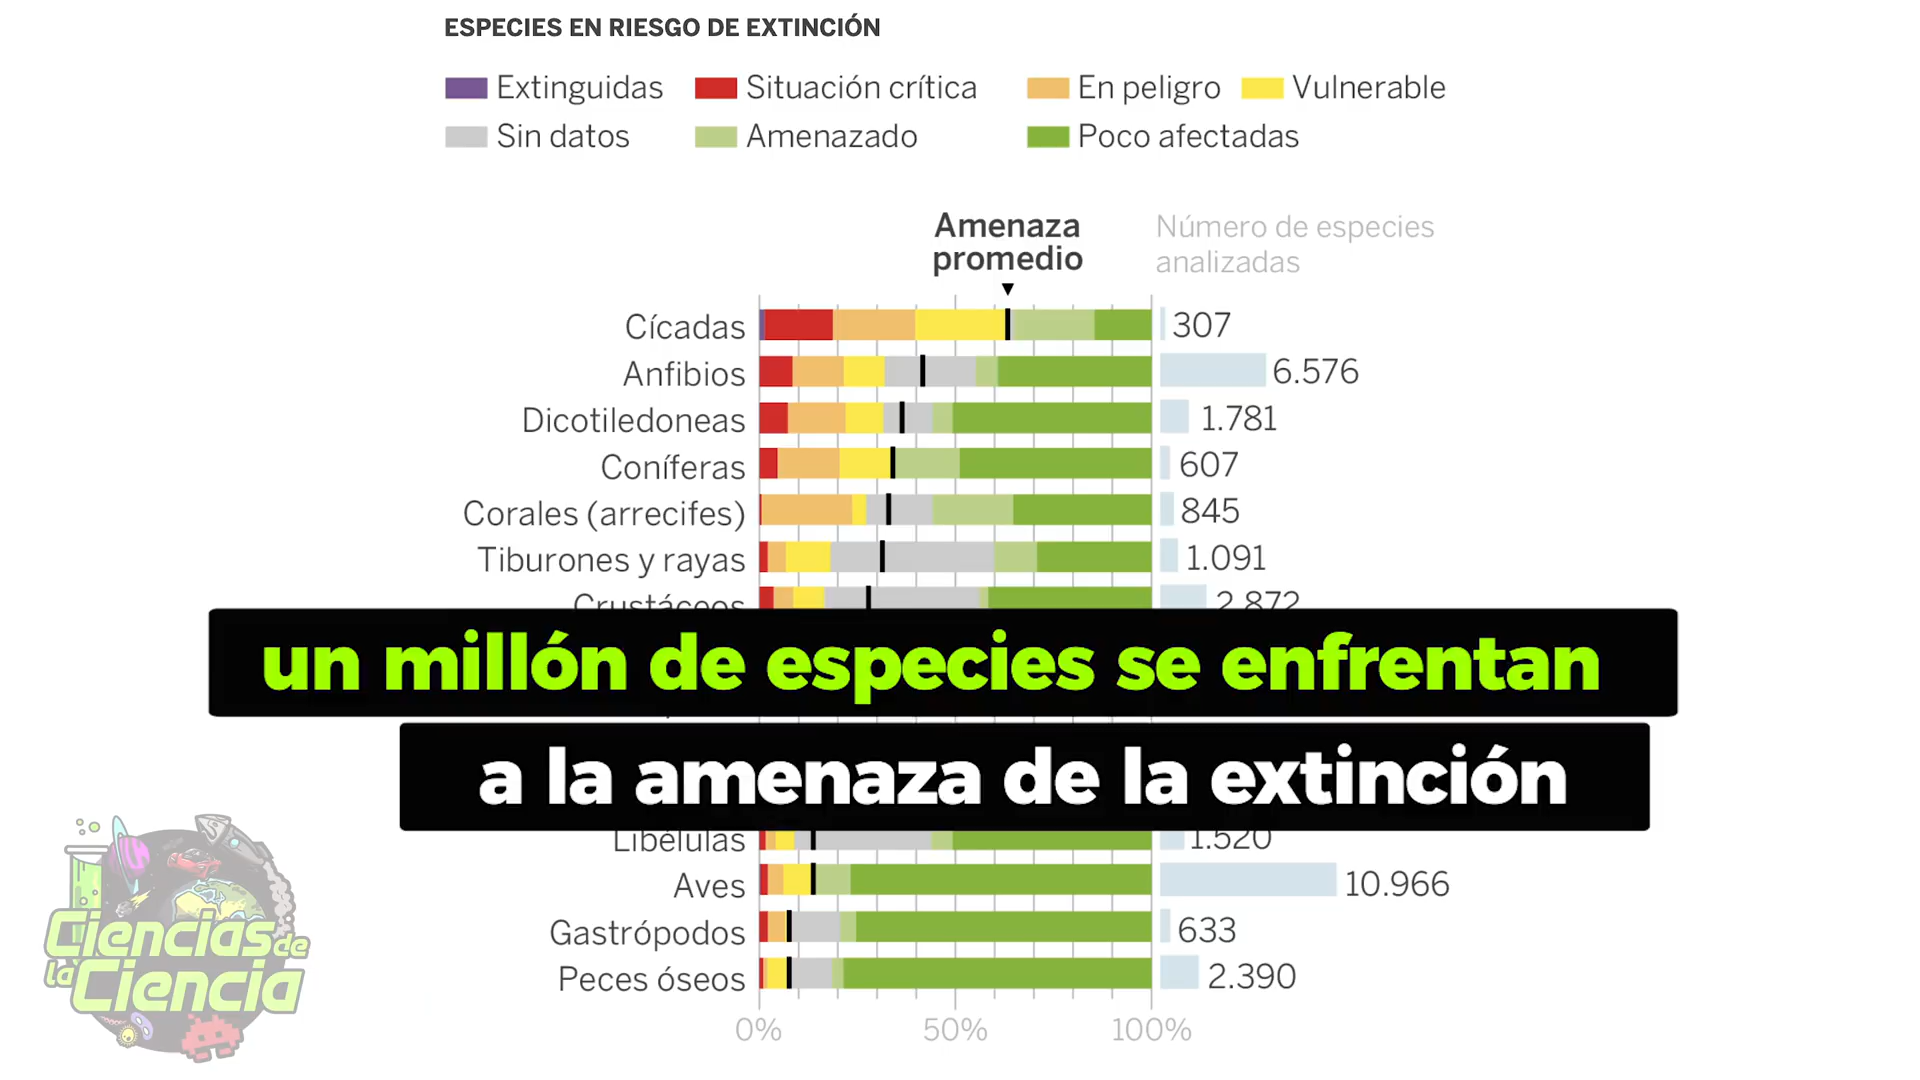 ESPECIES EN RIESGO DE EXTINCIÓN
Extinguidas Situación crítica En peligro Vulnerable
Sin datos Amenazado Poco afectadas
Amenaza
promedio
Número de especies
analizadas
Cícadas 307
Anfibios 6.576
Dicotiledoneas 1.781
Coníferas 607
Corales (arrecifes) 845
Tiburones y rayas 1.091
Crustáceos 2.872
un millón de especies se enfrentan
a la amenaza de la extinción
Libélulas 1.520
Aves 10.966
Gastrópodos 633
Peces óseos 2.390
0% 50% 100%
Ciencias de
la Ciencia